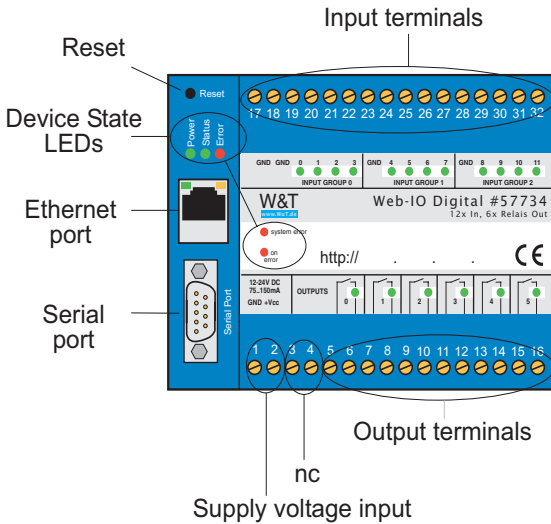 Input terminals
Reset
Reset
17 18 19 20 21 22 23 24 25 26 27 28 29 30 31 32
Device State
LEDs
Power
Status
Error
GND GND 0 1 2 3 GND 4 5 6 7 GND 8 9 10 11
INPUT GROUP 0 INPUT GROUP 1 INPUT GROUP 2
W&T
www.WuT.de
Web-IO Digital #57734
12x In, 6x Relais Out
Ethernet
port
system error
on
error
http:// . . .
CE
12-24V DC
75..150mA
GND +Vcc
OUTPUTS
0 1 2 3 4 5
Serial
port
Serial Port
1 2 3 4 5 6 7 8 9 10 11 12 13 14 15 16
Output terminals
nc
Supply voltage input